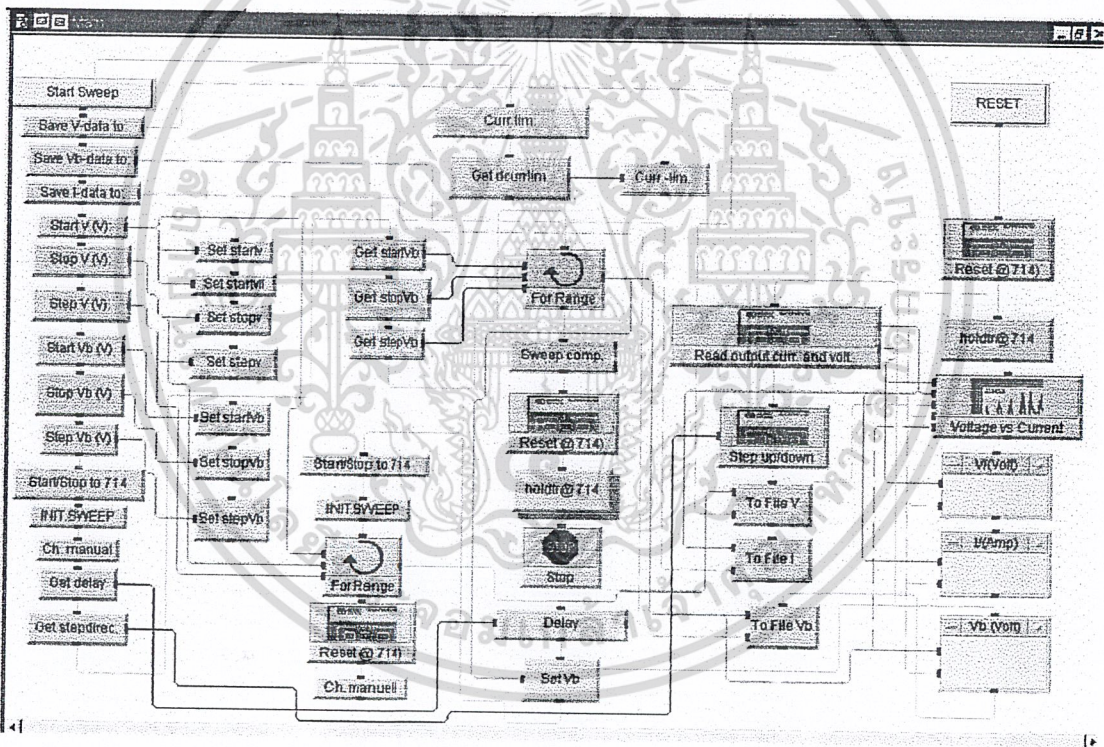 Main
Start Sweep
Save V-data to:
Save Vb-data to:
Save I-data to:
Start V (V)
Stop V (V)
Step V (V)
Start Vb (V)
Stop Vb (V)
Step Vb (V)
Start/Stop to 714
INIT.SWEEP
Ch. manual
Get delay
Get stepdirec.
Set startv
Set stopv
Set stepv
Set startVb
Set stopVb
Set stepVb
Curr.lim.
Get dcurrlim
Curr.-lim.
Get startVb
Get stopVb
Get stepVb
For Range
Sweep comp.
Reset @ 714)
holdtr@714
STOP
Stop
Start/Stop to 714
INIT.SWEEP
For Range
Reset @ 714)
Ch. manuell
Delay
Set Vb
Read output curr. and volt.
Step up/down
To File V
To File I
To File Vb
RESET
Reset @ 714)
holdtr@714
Voltage vs Current
V/(Volt)
I/(Amp)
Vb (Volt)